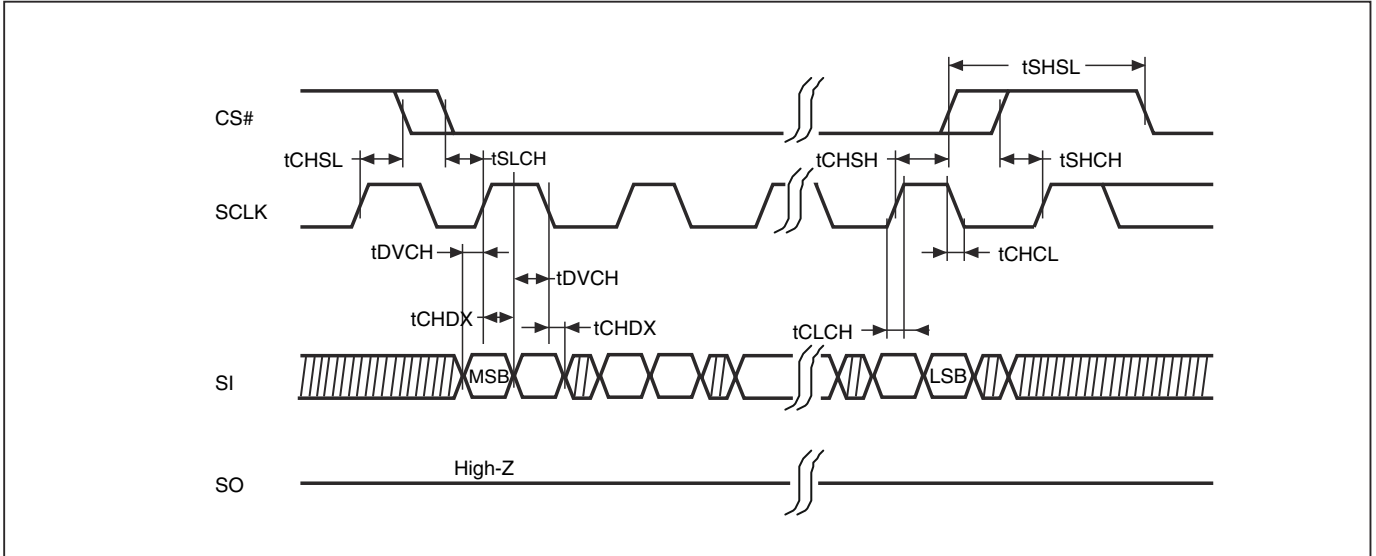 tSHSL
CS#
tCHSL
tSLCH
tCHSH
tSHCH
SCLK
tDVCH
tCHCL
tDVCH
tCHDX
tCHDX
tCLCH
SI
MSB
LSB
High-Z
SO